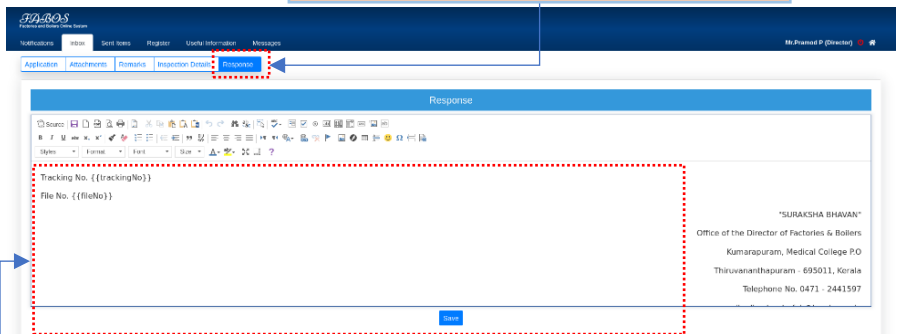 FABOS
Factories and Boilers Online System
Notifications Inbox Sent Items Register Useful Information Messages
Mr.Pramod P (Director)
Application Attachments Remarks Inspection Details Response
Response
Source
B I U
Styles Format Font Size A ?
Tracking No. {{trackingNo}}
File No. {{fileNo}}
"SURAKSHA BHAVAN"
Office of the Director of Factories & Boilers
Kumarapuram, Medical College P.O
Thiruvananthapuram - 695011, Kerala
Telephone No. 0471 - 2441597
Save